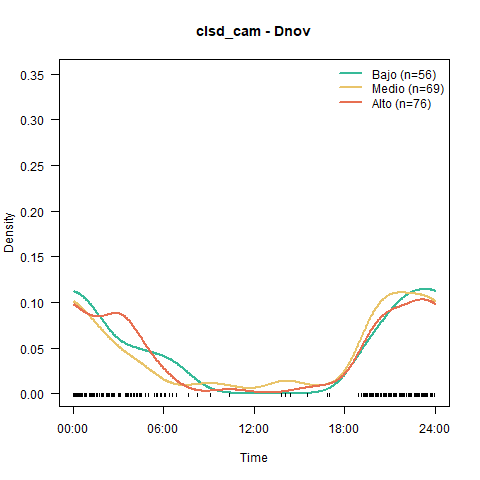 clsd_cam - Dnov
Bajo (n=56)
Medio (n=69)
Alto (n=76)
Density
0.35
0.30
0.25
0.20
0.15
0.10
0.05
0.00
00:00 06:00 12:00 18:00 24:00
Time